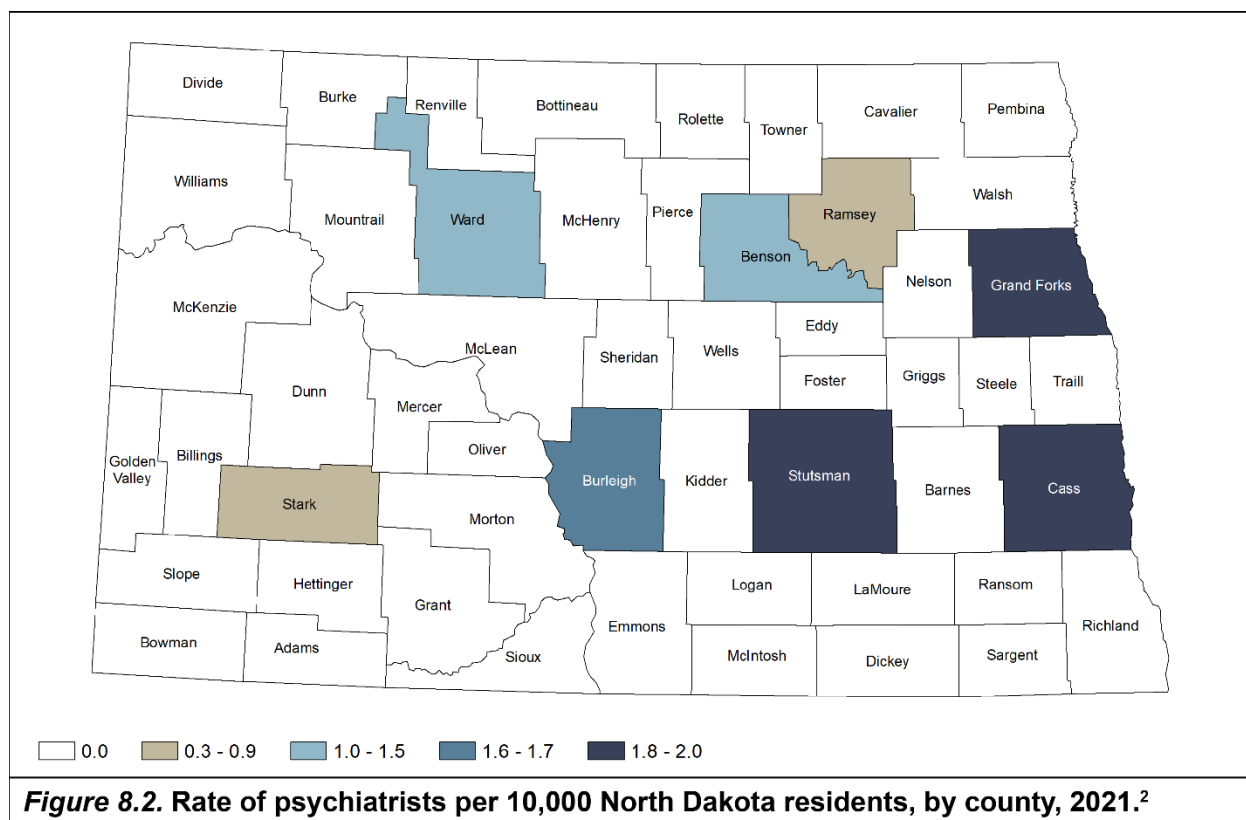 Divide
Burke
Renville
Bottineau
Rolette
Towner
Cavalier
Pembina
Williams
Mountrail
Ward
McHenry
Pierce
Benson
Ramsey
Walsh
Nelson
Grand Forks
McKenzie
Dunn
McLean
Mercer
Oliver
Sheridan
Wells
Eddy
Foster
Griggs
Steele
Traill
Golden
Valley
Billings
Stark
Morton
Burleigh
Kidder
Stutsman
Barnes
Cass
Slope
Hettinger
Grant
Bowman
Adams
Sioux
Emmons
Logan
LaMoure
Ransom
Richland
McIntosh
Dickey
Sargent
0.0 0.3 - 0.9 1.0 - 1.5 1.6 - 1.7 1.8 - 2.0
Figure 8.2. Rate of psychiatrists per 10,000 North Dakota residents, by county, 2021.²